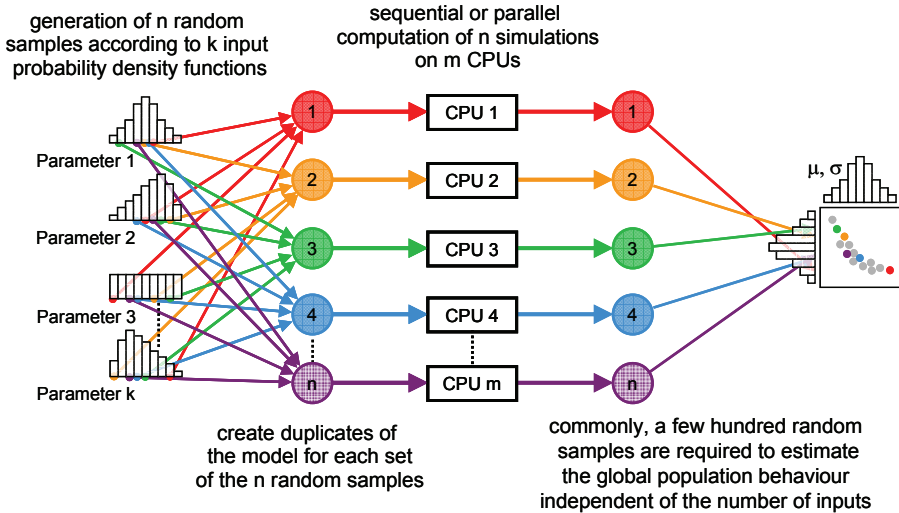 generation of n random
samples according to k input
probability density functions
sequential or parallel
computation of n simulations
on m CPUs
Parameter 1
Parameter 2
Parameter 3
Parameter k
1
2
3
4
n
CPU 1
CPU 2
CPU 3
CPU 4
CPU m
1
2
3
4
n
μ, σ
create duplicates of
the model for each set
of the n random samples
commonly, a few hundred random
samples are required to estimate
the global population behaviour
independent of the number of inputs